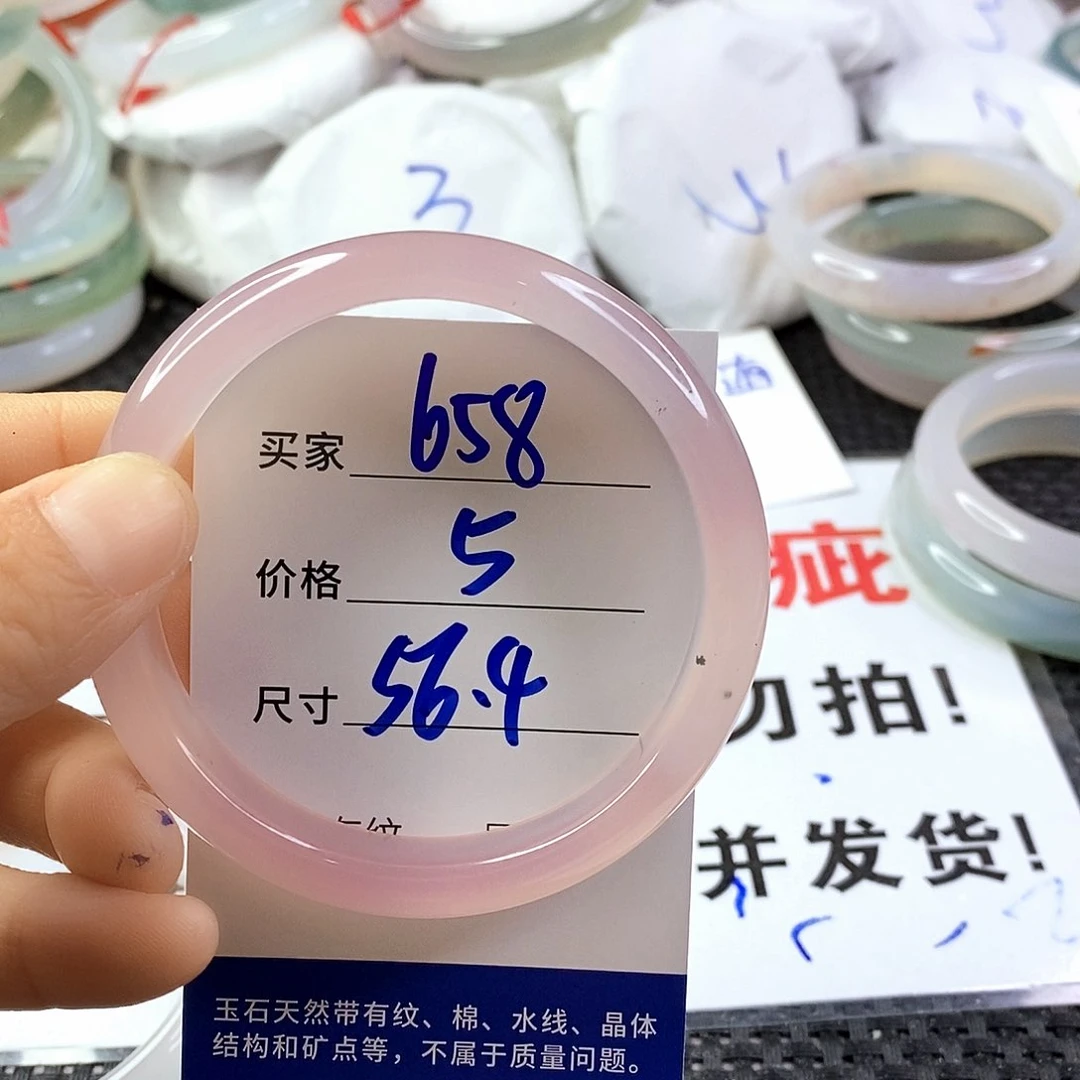 3
买家 658
价格 5
尺寸 56.4
玉石天然带有纹、棉、水线、晶体
结构和矿点等，不属于质量问题。
疵
勿拍！
并发货！